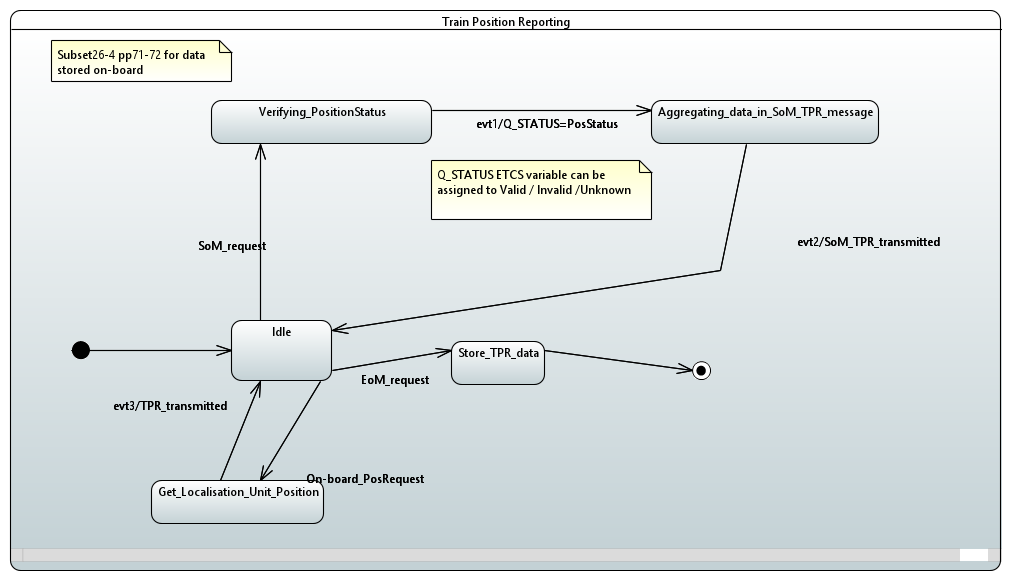 Train Position Reporting
Subset26-4 pp71-72 for data
stored on-board
Verifying_PositionStatus
Aggregating_data_in_SoM_TPR_message
evt1/Q_STATUS=PosStatus
Q_STATUS ETCS variable can be
assigned to Valid / Invalid /Unknown
SoM_request
evt2/SoM_TPR_transmitted
Idle
Store_TPR_data
EoM_request
evt3/TPR_transmitted
On-board_PosRequest
Get_Localisation_Unit_Position